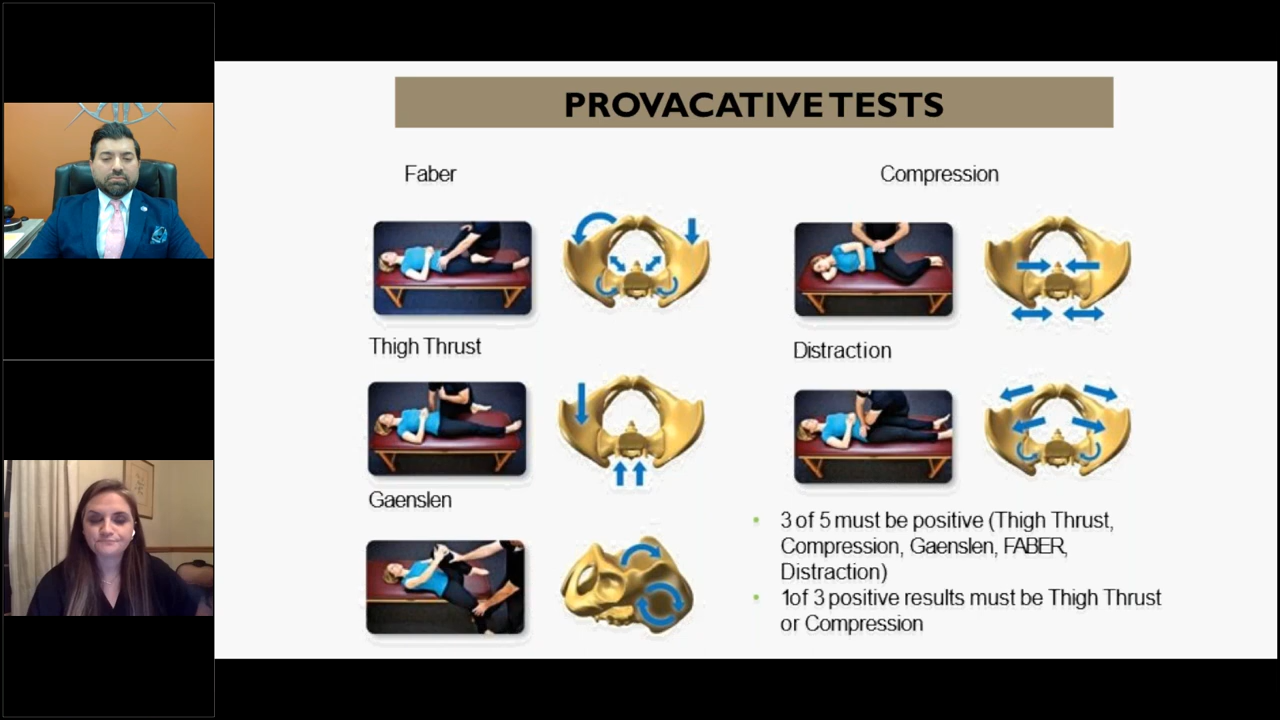 PROVACATIVE TESTS
Faber
Compression
Thigh Thrust
Distraction
Gaenslen
• 3 of 5 must be positive (Thigh Thrust,
Compression, Gaenslen, FABER,
Distraction)
• 1of 3 positive results must be Thigh Thrust
or Compression